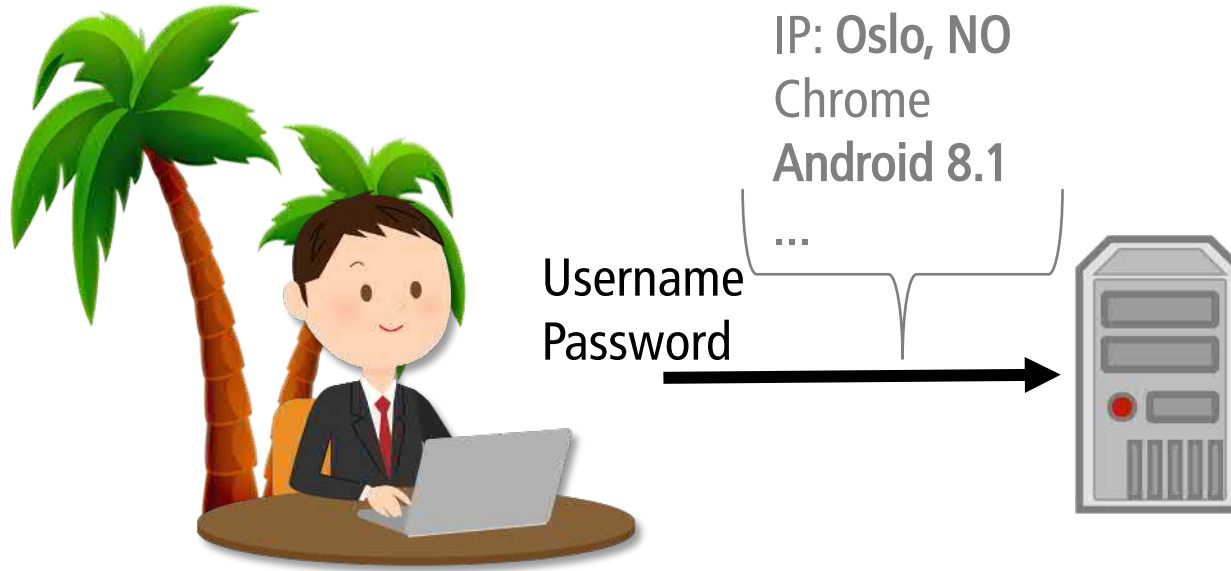 IP: Oslo, NO
Chrome
Android 8.1
...
Username
Password